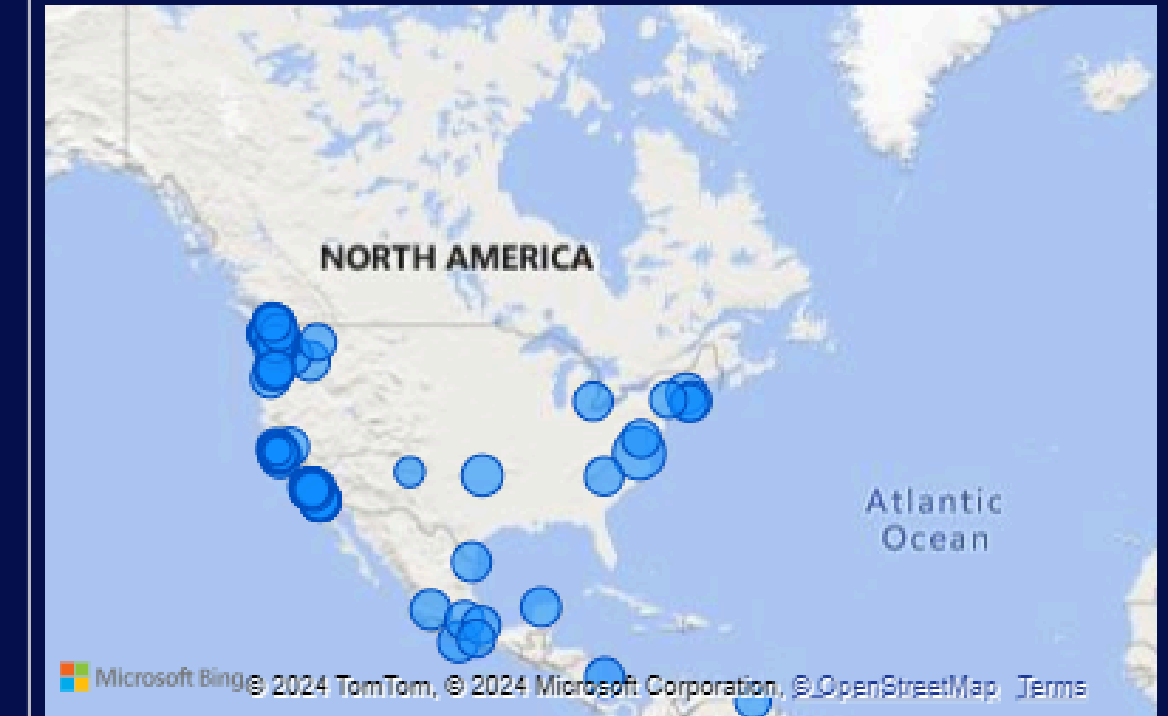 NORTH AMERICA
Atlantic
Ocean
Microsoft Bing
© 2024 TomTom, © 2024 Microsoft Corporation, © OpenStreetMap Terms